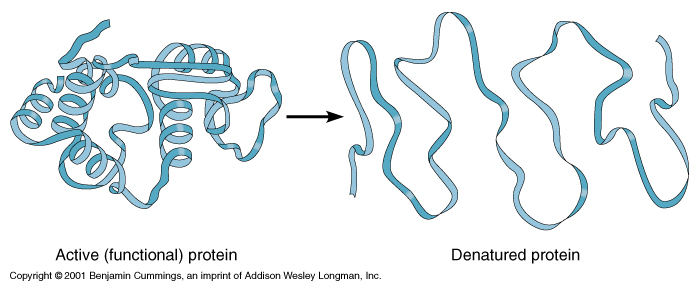 Active (functional) protein
Denatured protein
Copyright © 2001 Benjamin Cummings, an imprint of Addison Wesley Longman, Inc.